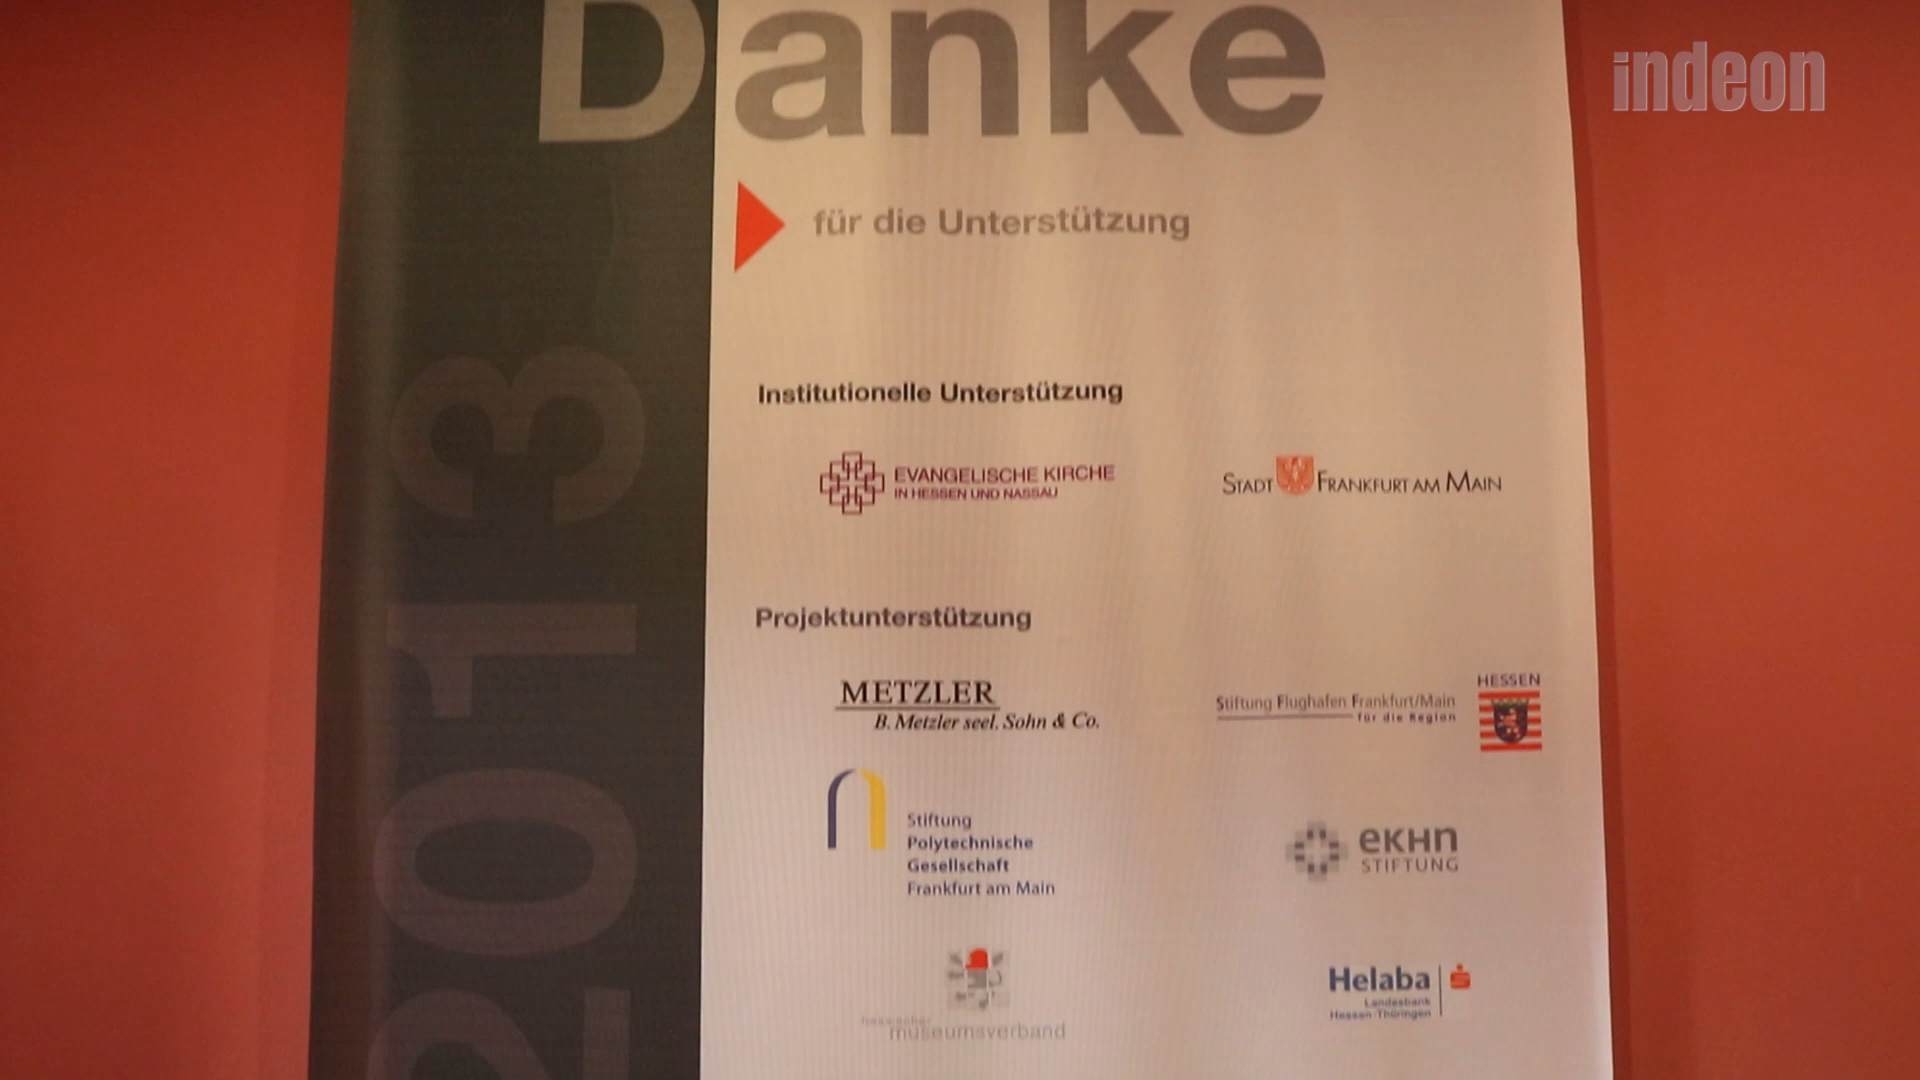 Danke
indeon
für die Unterstützung
2013
Institutionelle Unterstützung
EVANGELISCHE KIRCHE
IN HESSEN UND NASSAU
STADT FRANKFURT AM MAIN
Projektunterstützung
METZLER
B. Metzler seel. Sohn & Co.
Stiftung Flughafen Frankfurt/Main
für die Region
HESSEN
Stiftung
Polytechnische
Gesellschaft
Frankfurt am Main
eKHn
STIFTUNG
hessischer
museumsverband
Helaba
Landesbank
Hessen-Thüringen